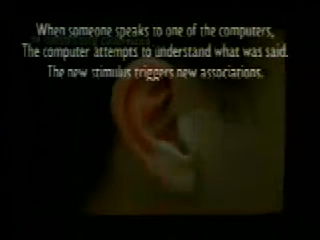 When someone speaks to one of the computers,
The computer attempts to understand what was said.
The new stimulus triggers new associations.